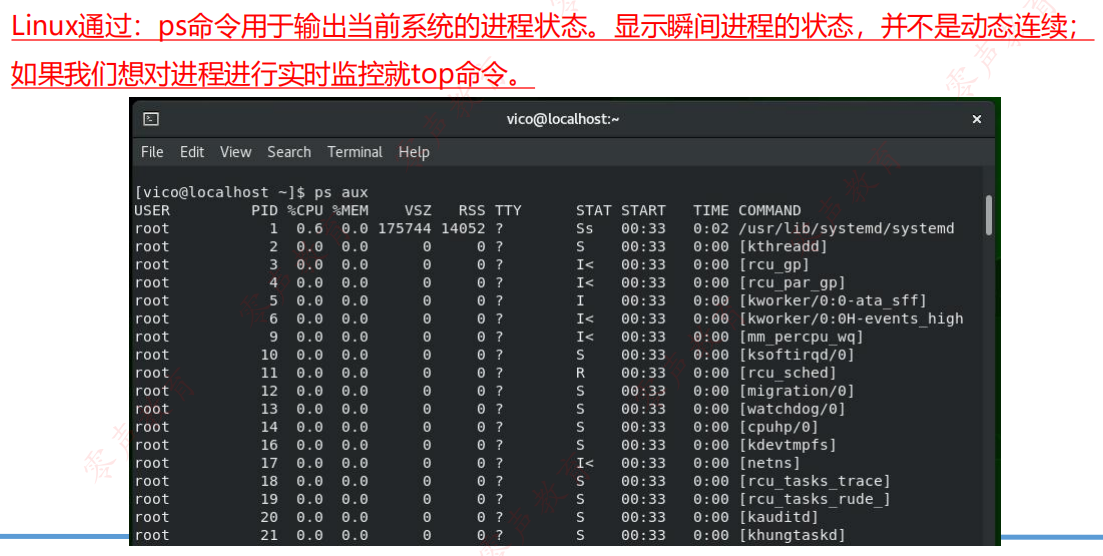 Linux通过：ps命令用于输出当前系统的进程状态。显示瞬间进程的状态，并不是动态连续；
如果我们想对进程进行实时监控就top命令。
vico@localhost:~ ×
File Edit View Search Terminal Help
[vico@localhost ~]$ ps aux
USER PID %CPU %MEM VSZ RSS TTY STAT START TIME COMMAND
root 1 0.6 0.0 175744 14052 ? Ss 00:33 0:02 /usr/lib/systemd/systemd
root 2 0.0 0.0 0 0 ? S 00:33 0:00 [kthreadd]
root 3 0.0 0.0 0 0 ? I< 00:33 0:00 [rcu_gp]
root 4 0.0 0.0 0 0 ? I< 00:33 0:00 [rcu_par_gp]
root 5 0.0 0.0 0 0 ? I 00:33 0:00 [kworker/0:0-ata_sff]
root 6 0.0 0.0 0 0 ? I< 00:33 0:00 [kworker/0:0H-events_high
root 9 0.0 0.0 0 0 ? I< 00:33 0:00 [mm_percpu_wq]
root 10 0.0 0.0 0 0 ? S 00:33 0:00 [ksoftirqd/0]
root 11 0.0 0.0 0 0 ? R 00:33 0:00 [rcu_sched]
root 12 0.0 0.0 0 0 ? S 00:33 0:00 [migration/0]
root 13 0.0 0.0 0 0 ? S 00:33 0:00 [watchdog/0]
root 14 0.0 0.0 0 0 ? S 00:33 0:00 [cpuhp/0]
root 16 0.0 0.0 0 0 ? S 00:33 0:00 [kdevtmpfs]
root 17 0.0 0.0 0 0 ? I< 00:33 0:00 [netns]
root 18 0.0 0.0 0 0 ? S 00:33 0:00 [rcu_tasks_trace]
root 19 0.0 0.0 0 0 ? S 00:33 0:00 [rcu_tasks_rude_]
root 20 0.0 0.0 0 0 ? S 00:33 0:00 [kauditd]
root 21 0.0 0.0 0 0 ? S 00:33 0:00 [khungtaskd]
零声教育